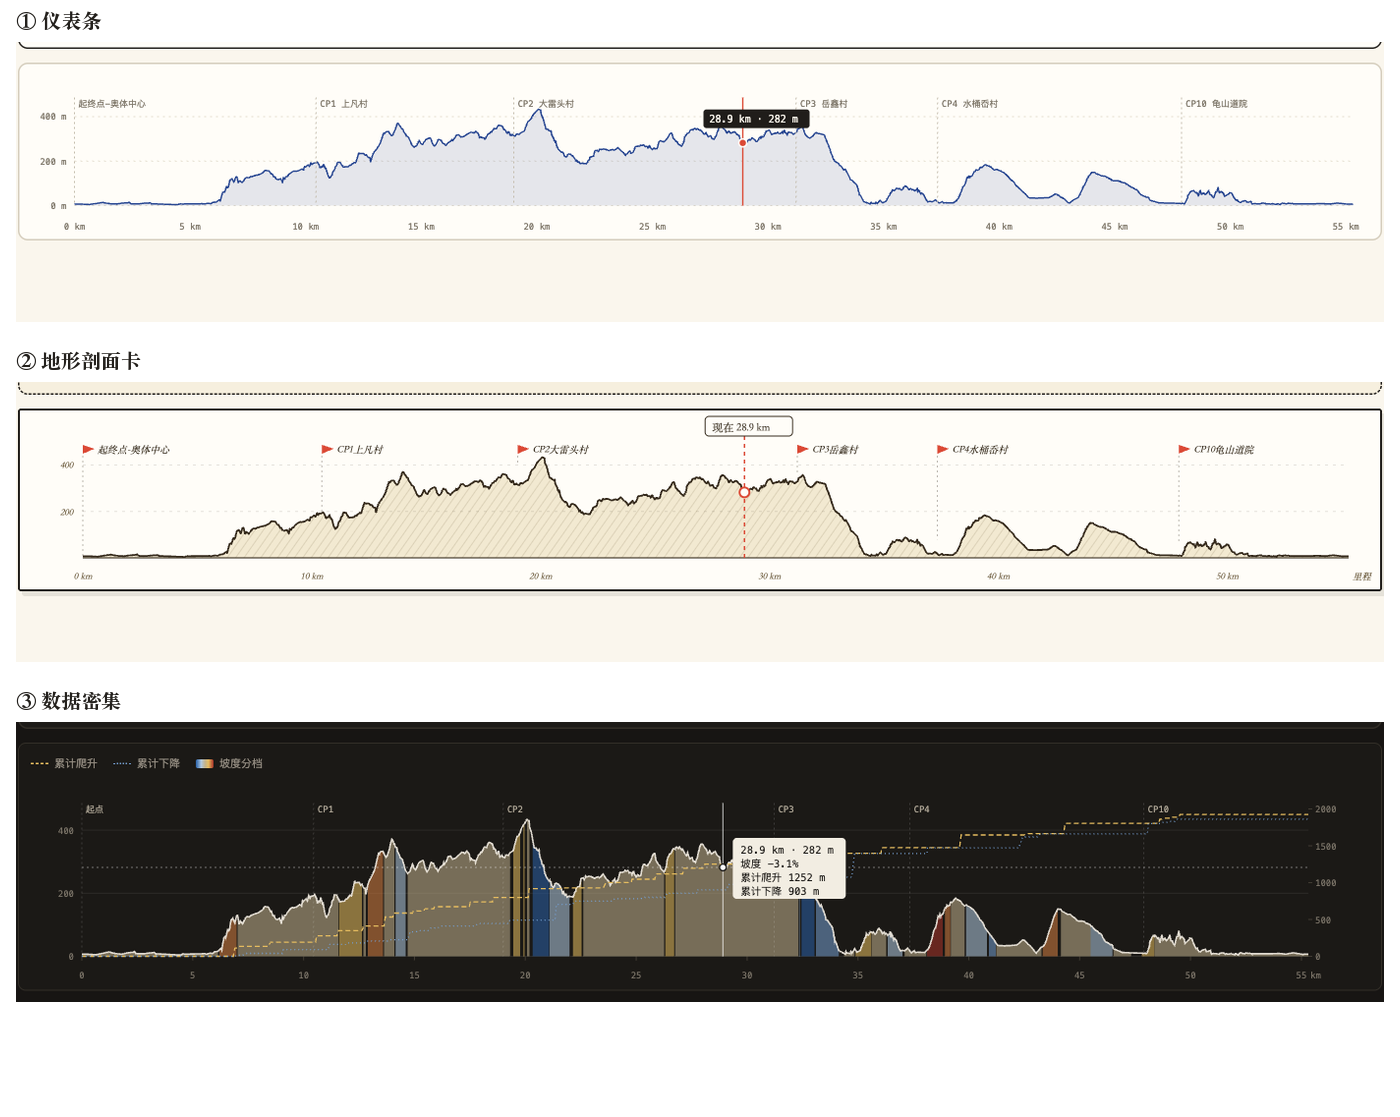 ① 仪表条
起终点-奥体中心
CP1 上凡村
CP2 大雷头村
CP3 岳鑫村
CP4 水桶岙村
CP10 龟山道院
28.9 km · 282 m
400 m
200 m
0 m
0 km
5 km
10 km
15 km
20 km
25 km
30 km
35 km
40 km
45 km
50 km
55 km
② 地形剖面卡
现在 28.9 km
起终点-奥体中心
CP1上凡村
CP2大雷头村
CP3岳鑫村
CP4水桶岙村
CP10龟山道院
400
200
0 km
10 km
20 km
30 km
40 km
50 km
里程
③ 数据密集
累计爬升
累计下降
坡度分档
起点
CP1
CP2
CP3
CP4
CP10
28.9 km · 282 m
坡度 −3.1%
累计爬升 1252 m
累计下降 903 m
400
200
0
2000
1500
1000
500
0
0
5
10
15
20
25
30
35
40
45
50
55 km